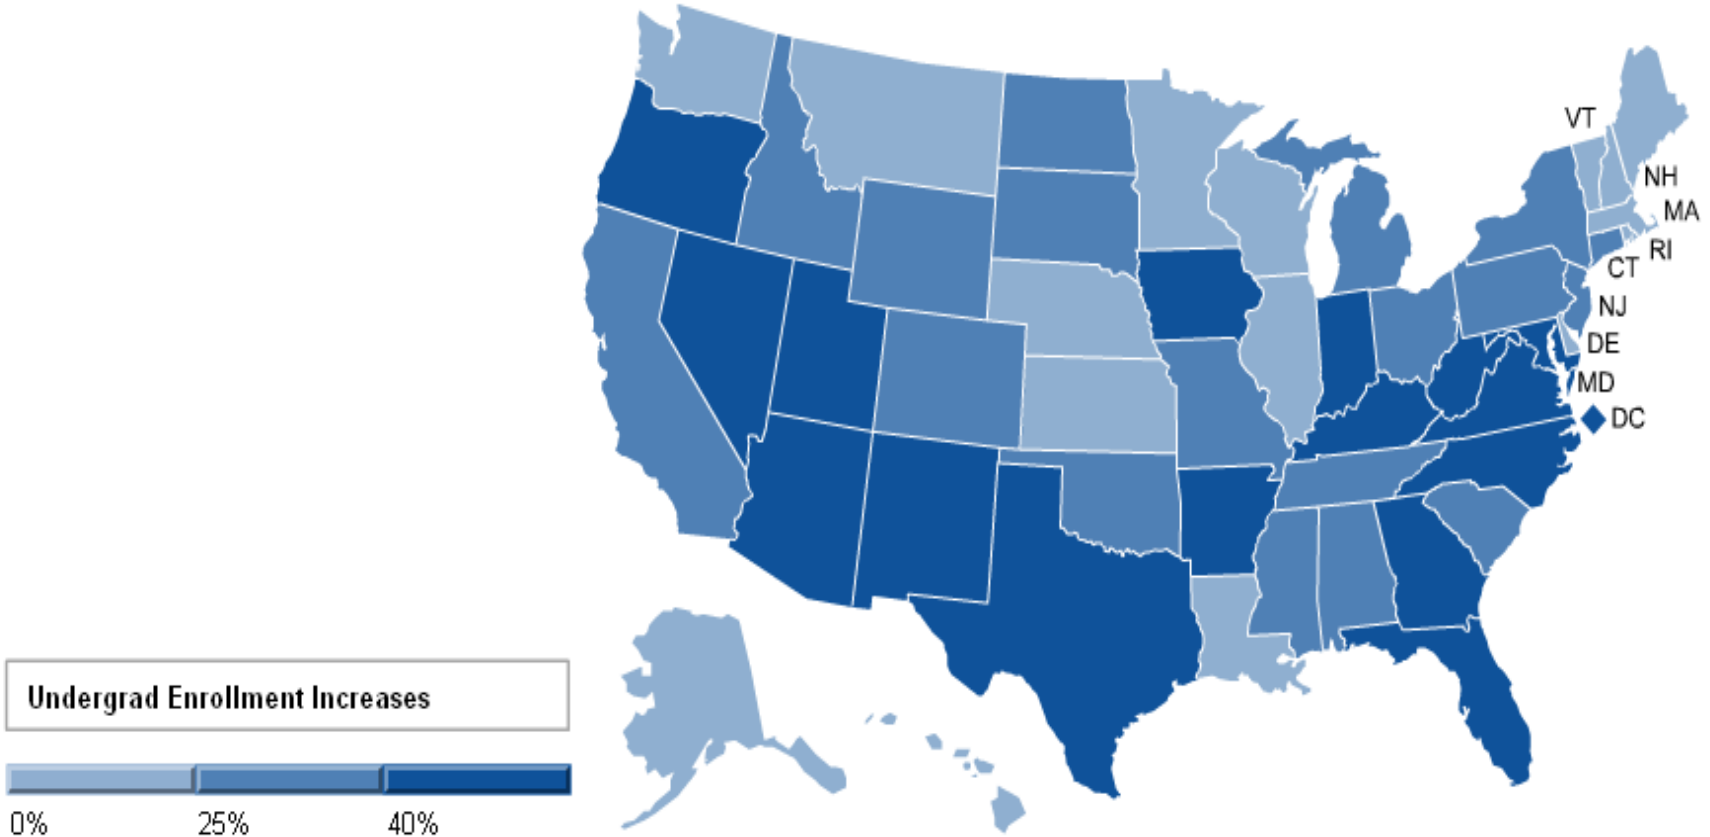 VT
NH
MA
RI
CT
NJ
DE
MD
DC
Undergrad Enrollment Increases
0% 25% 40%